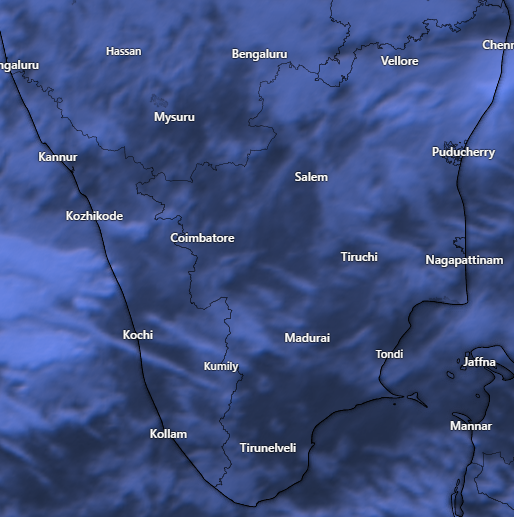 Hassan
Bengaluru
Chenn
Vellore
ngaluru
Mysuru
Puducherry
Kannur
Salem
Kozhikode
Coimbatore
Tiruchi
Nagapattinam
Kochi
Madurai
Tondi
Kumily
Jaffna
Mannar
Kollam
Tirunelveli